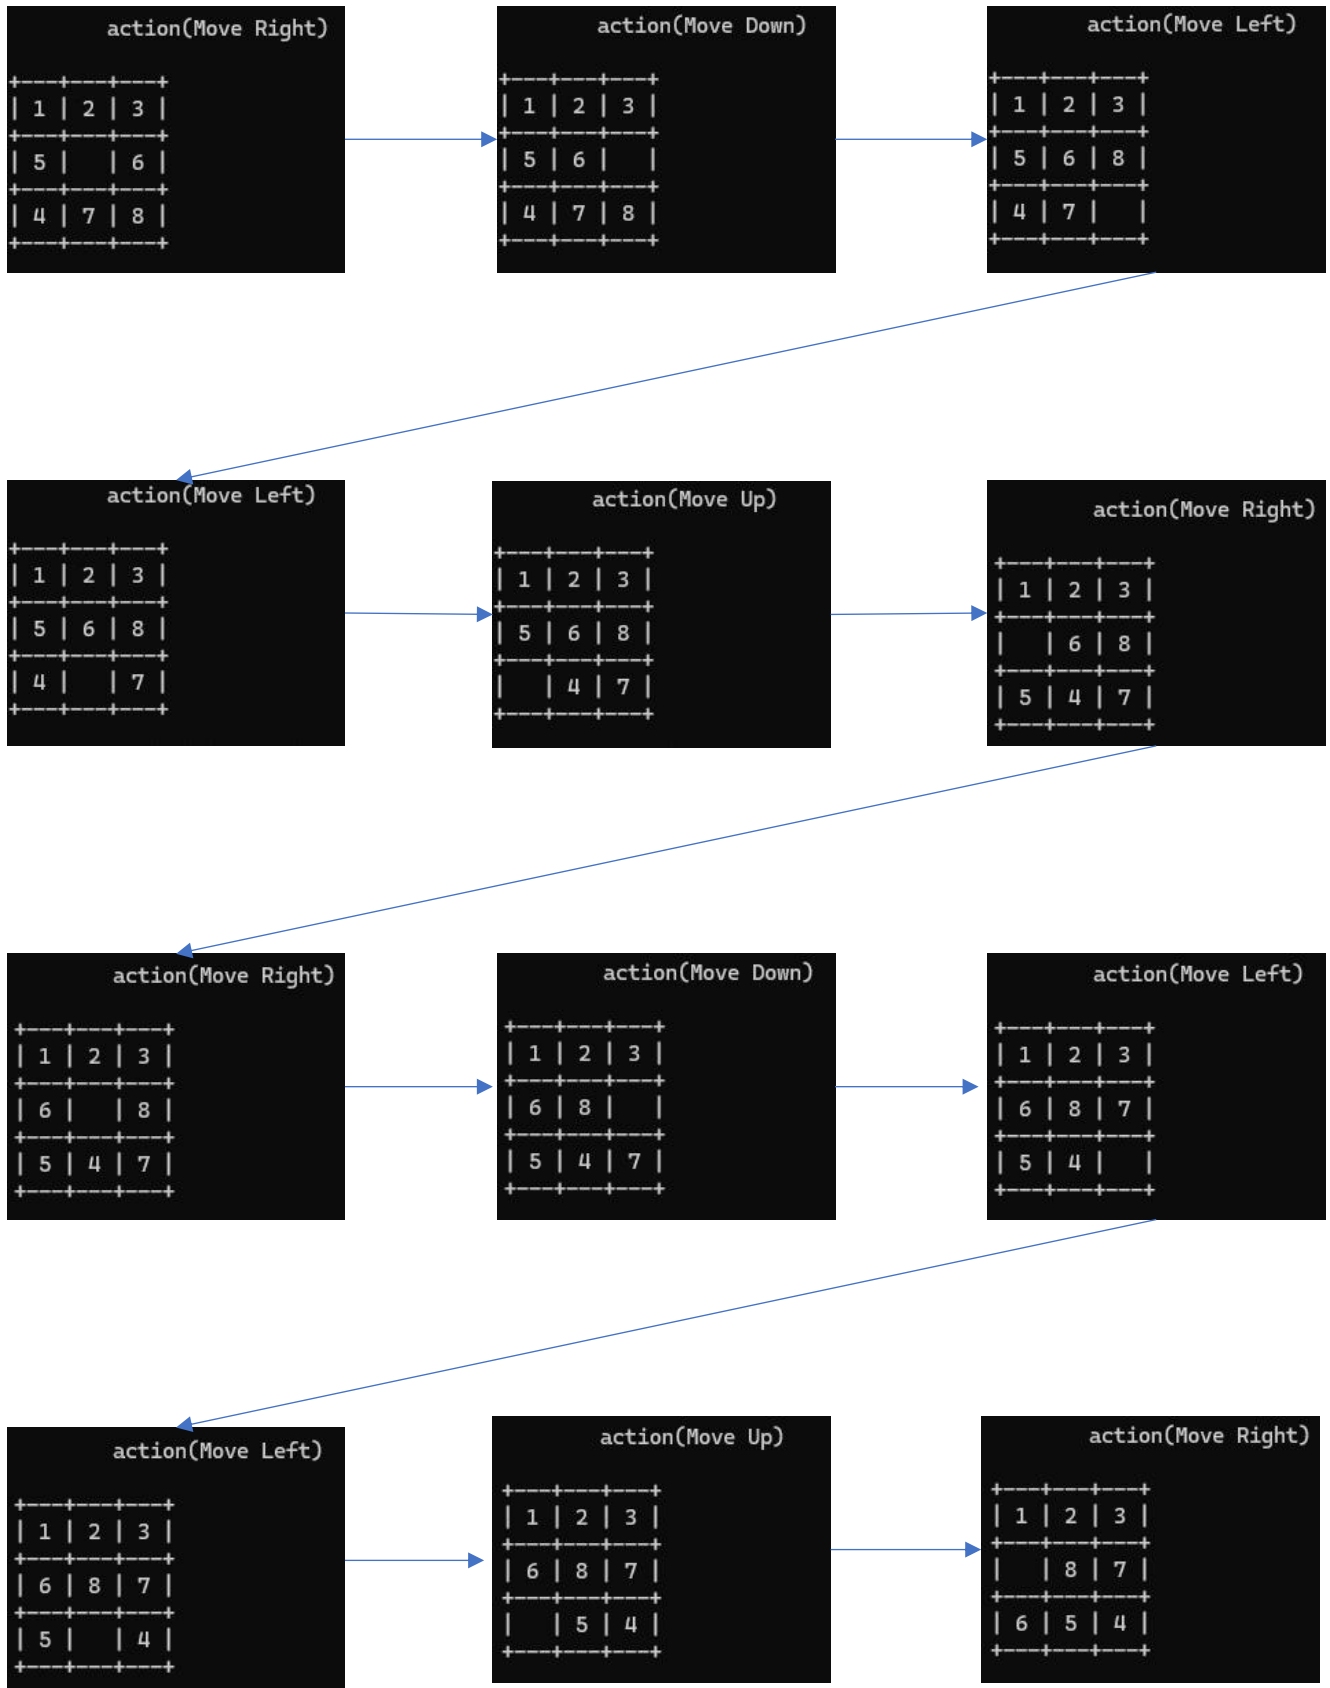 action(Move Right)
+---+---+---+
| 1 | 2 | 3 |
+---+---+---+
| 5 |   | 6 |
+---+---+---+
| 4 | 7 | 8 |
+---+---+---+
action(Move Down)
+---+---+---+
| 1 | 2 | 3 |
+---+---+---+
| 5 | 6 |   |
+---+---+---+
| 4 | 7 | 8 |
+---+---+---+
action(Move Left)
+---+---+---+
| 1 | 2 | 3 |
+---+---+---+
| 5 | 6 | 8 |
+---+---+---+
| 4 | 7 |   |
+---+---+---+
action(Move Left)
+---+---+---+
| 1 | 2 | 3 |
+---+---+---+
| 5 | 6 | 8 |
+---+---+---+
| 4 |   | 7 |
+---+---+---+
action(Move Up)
+---+---+---+
| 1 | 2 | 3 |
+---+---+---+
| 5 | 6 | 8 |
+---+---+---+
|   | 4 | 7 |
+---+---+---+
action(Move Right)
+---+---+---+
| 1 | 2 | 3 |
+---+---+---+
|   | 6 | 8 |
+---+---+---+
| 5 | 4 | 7 |
+---+---+---+
action(Move Right)
+---+---+---+
| 1 | 2 | 3 |
+---+---+---+
| 6 |   | 8 |
+---+---+---+
| 5 | 4 | 7 |
+---+---+---+
action(Move Down)
+---+---+---+
| 1 | 2 | 3 |
+---+---+---+
| 6 | 8 |   |
+---+---+---+
| 5 | 4 | 7 |
+---+---+---+
action(Move Left)
+---+---+---+
| 1 | 2 | 3 |
+---+---+---+
| 6 | 8 | 7 |
+---+---+---+
| 5 | 4 |   |
+---+---+---+
action(Move Left)
+---+---+---+
| 1 | 2 | 3 |
+---+---+---+
| 6 | 8 | 7 |
+---+---+---+
| 5 |   | 4 |
+---+---+---+
action(Move Up)
+---+---+---+
| 1 | 2 | 3 |
+---+---+---+
| 6 | 8 | 7 |
+---+---+---+
|   | 5 | 4 |
+---+---+---+
action(Move Right)
+---+---+---+
| 1 | 2 | 3 |
+---+---+---+
|   | 8 | 7 |
+---+---+---+
| 6 | 5 | 4 |
+---+---+---+